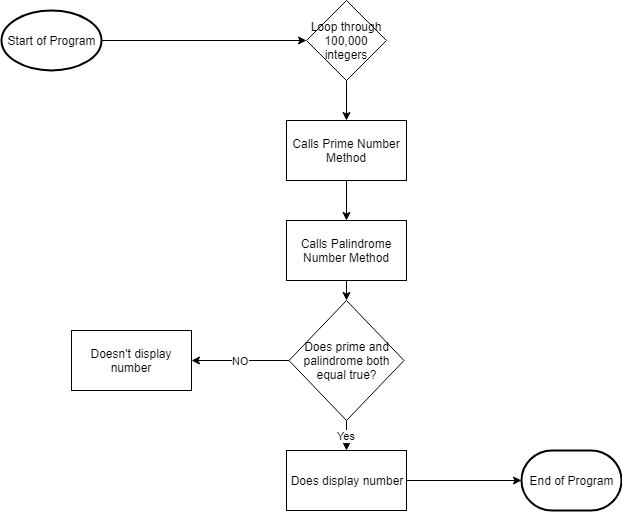 Start of Program
Loop through
100,000
integers
Calls Prime Number
Method
Calls Palindrome
Number Method
Does prime and
palindrome both
equal true?
NO
Doesn't display
number
Yes
Does display number
End of Program